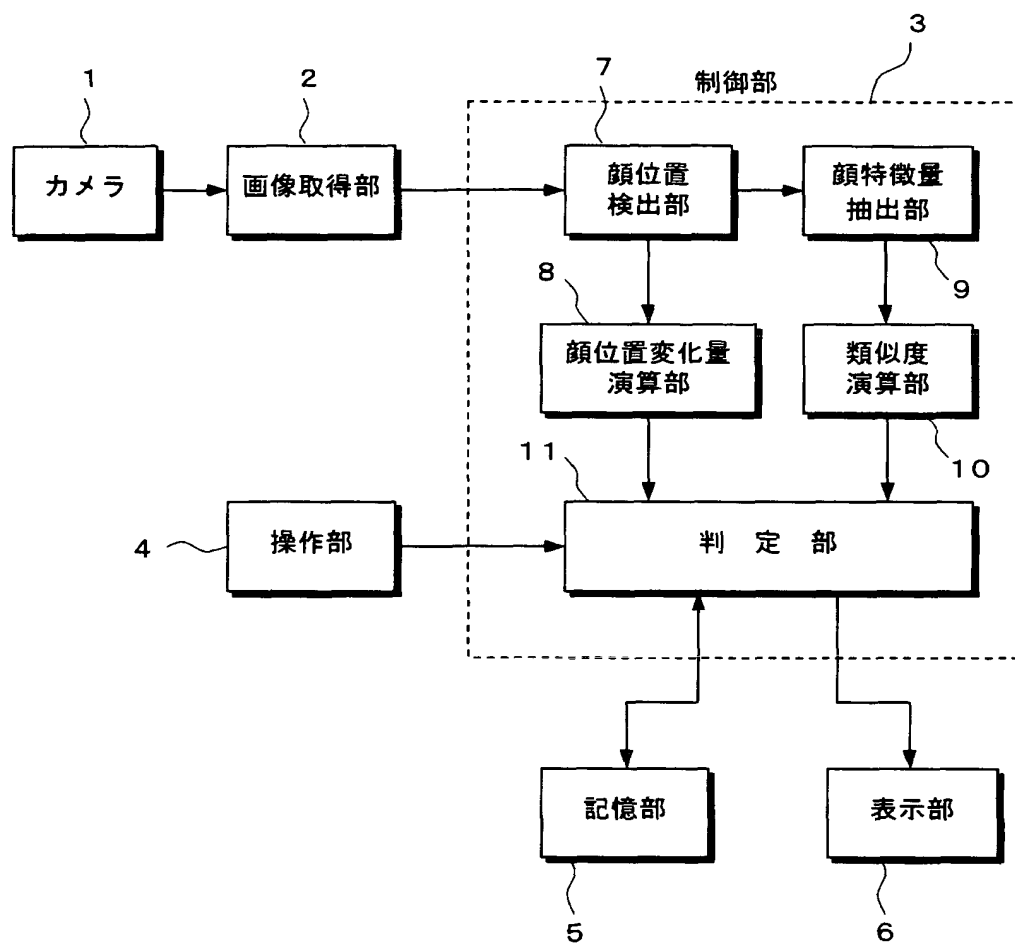 3
制御部
1
2
7
カメラ
画像取得部
顔位置
検出部
顔特徴量
抽出部
8
9
顔位置変化量
演算部
類似度
演算部
11
10
4
操作部
判 定 部
記憶部
表示部
5
6